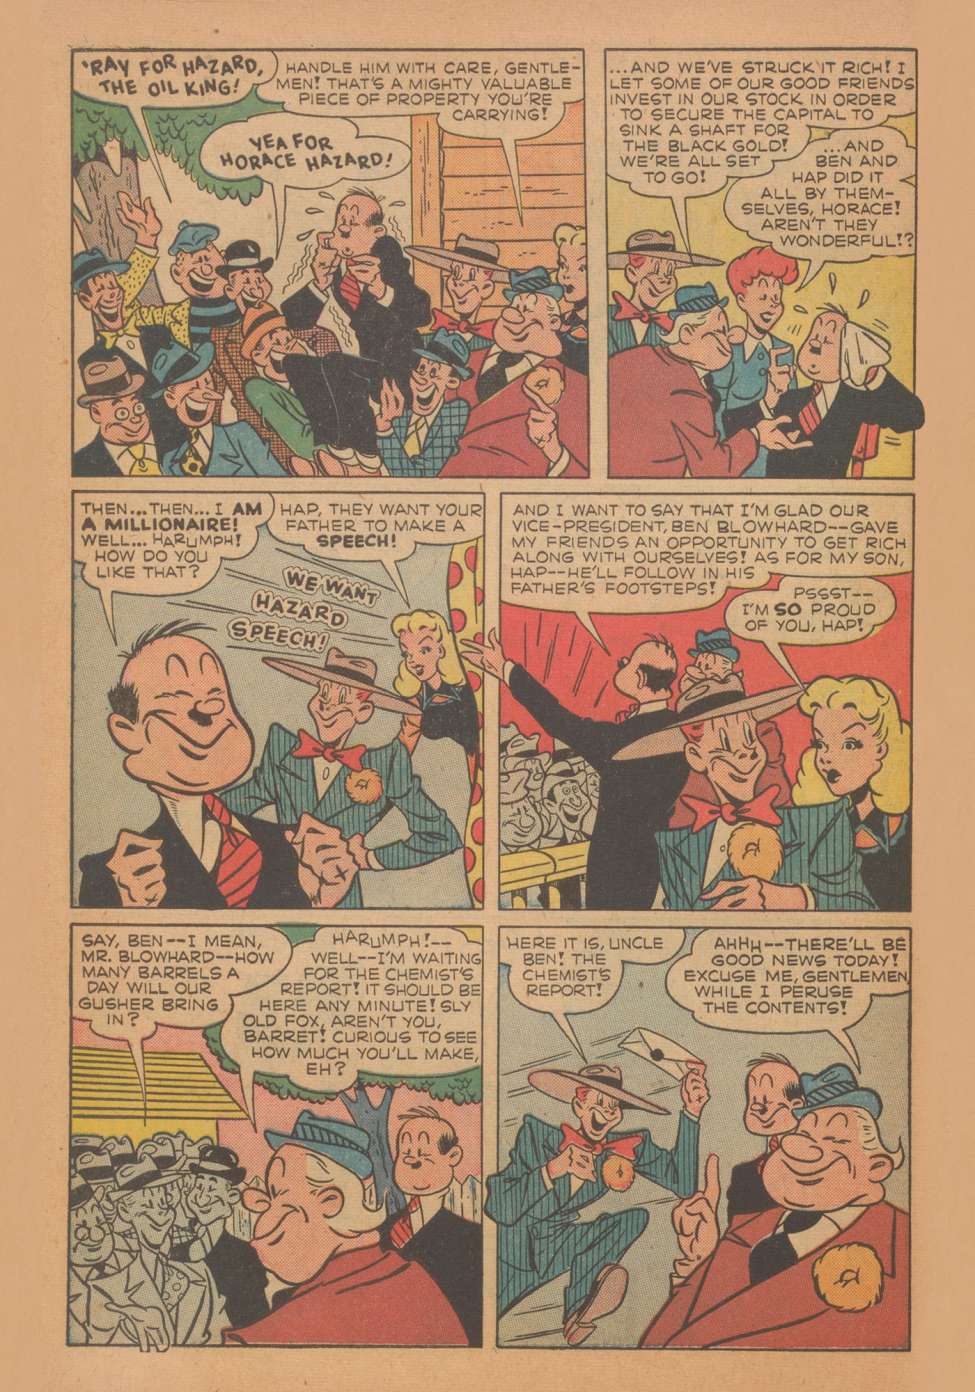 'RAY FOR HAZARD,
THE OIL KING!
HANDLE HIM WITH CARE, GENTLE-
MEN! THAT'S A MIGHTY VALUABLE
PIECE OF PROPERTY YOU'RE
CARRYING!
YEA FOR
HORACE HAZARD!
...AND WE'VE STRUCK IT RICH! I
LET SOME OF OUR GOOD FRIENDS
INVEST IN OUR STOCK IN ORDER
TO SECURE THE CAPITAL TO
SINK A SHAFT FOR
THE BLACK GOLD!
WE'RE ALL SET
TO GO!
...AND
BEN AND
HAP DID IT
ALL BY THEM-
SELVES, HORACE!
AREN'T THEY
WONDERFUL!?
THEN...THEN... I AM
A MILLIONAIRE!
WELL... HARUMPH!
HOW DO YOU
LIKE THAT?
HAP, THEY WANT YOUR
FATHER TO MAKE A
SPEECH!
WE WANT
HAZARD
SPEECH!
AND I WANT TO SAY THAT I'M GLAD OUR
VICE-PRESIDENT, BEN BLOWHARD--GAVE
MY FRIENDS AN OPPORTUNITY TO GET RICH
ALONG WITH OURSELVES! AS FOR MY SON,
HAP--HE'LL FOLLOW IN HIS
FATHER'S FOOTSTEPS!
PSSST--
I'M SO PROUD
OF YOU, HAP!
SAY, BEN--I MEAN,
MR. BLOWHARD--HOW
MANY BARRELS A
DAY WILL OUR
GUSHER BRING
IN?
HARUMPH!--
WELL--I'M WAITING
FOR THE CHEMIST'S
REPORT! IT SHOULD BE
HERE ANY MINUTE! SLY
OLD FOX, AREN'T YOU,
BARRET! CURIOUS TO SEE
HOW MUCH YOU'LL MAKE,
EH?
HERE IT IS, UNCLE
BEN! THE
CHEMIST'S
REPORT!
AHHH--THERE'LL BE
GOOD NEWS TODAY!
EXCUSE ME, GENTLEMEN,
WHILE I PERUSE
THE CONTENTS!